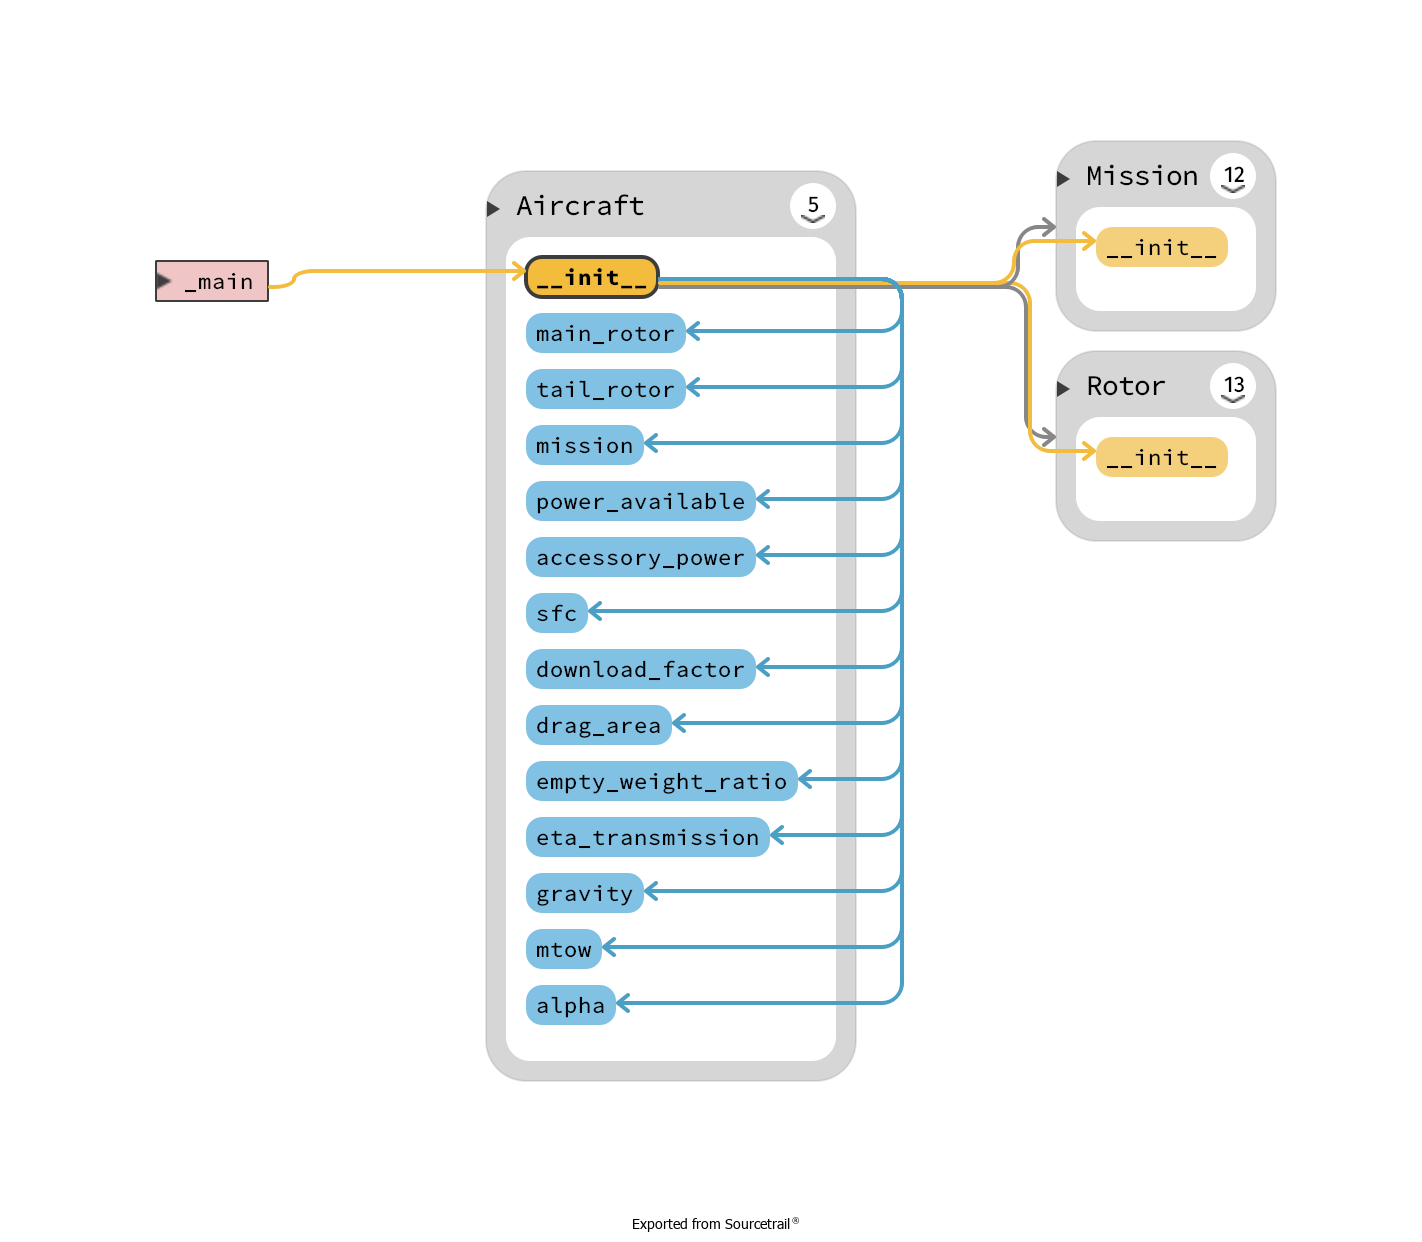 _main
Aircraft 5
__init__
main_rotor
tail_rotor
mission
power_available
accessory_power
sfc
download_factor
drag_area
empty_weight_ratio
eta_transmission
gravity
mtow
alpha
Mission 12
__init__
Rotor 13
__init__
Exported from Sourcetrail®